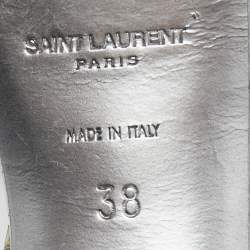 SAINT LAURENT
PARIS
MADE IN ITALY
38